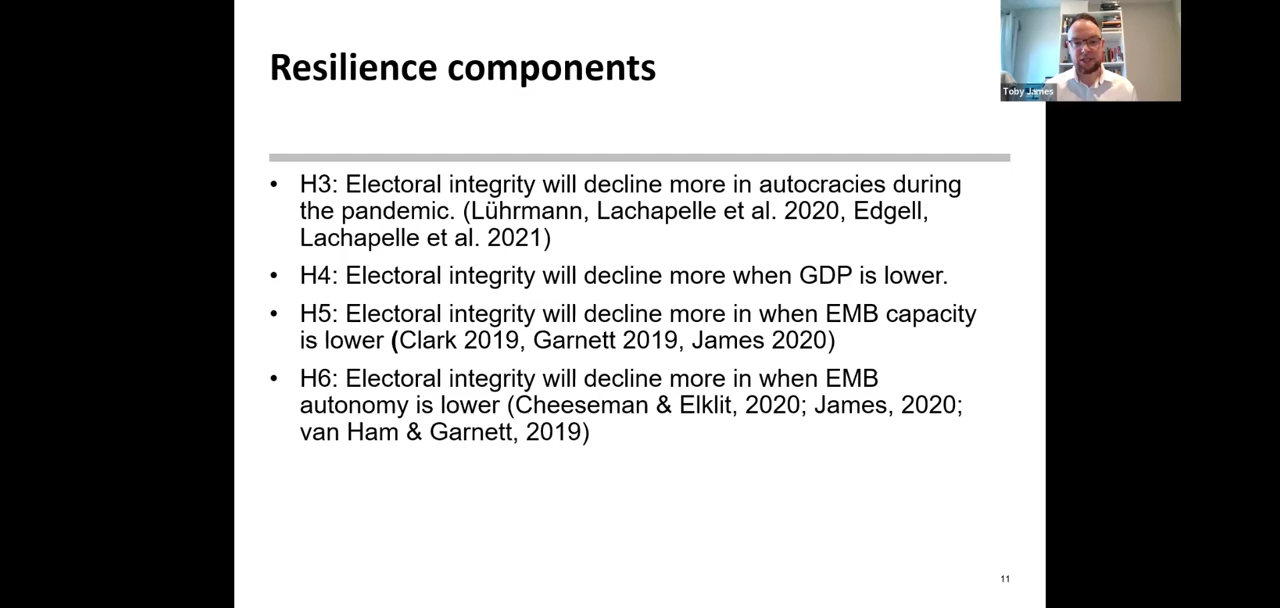 Resilience components
Toby James
• H3: Electoral integrity will decline more in autocracies during
the pandemic. (Lührmann, Lachapelle et al. 2020, Edgell,
Lachapelle et al. 2021)
• H4: Electoral integrity will decline more when GDP is lower.
• H5: Electoral integrity will decline more in when EMB capacity
is lower (Clark 2019, Garnett 2019, James 2020)
• H6: Electoral integrity will decline more in when EMB
autonomy is lower (Cheeseman & Elklit, 2020; James, 2020;
van Ham & Garnett, 2019)
11